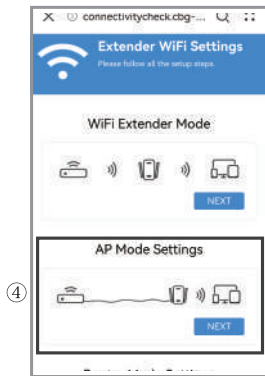 connectivitycheck.cbg-...
Extender WiFi Settings
Please follow all the setup steps.
WiFi Extender Mode
NEXT
AP Mode Settings
④
NEXT